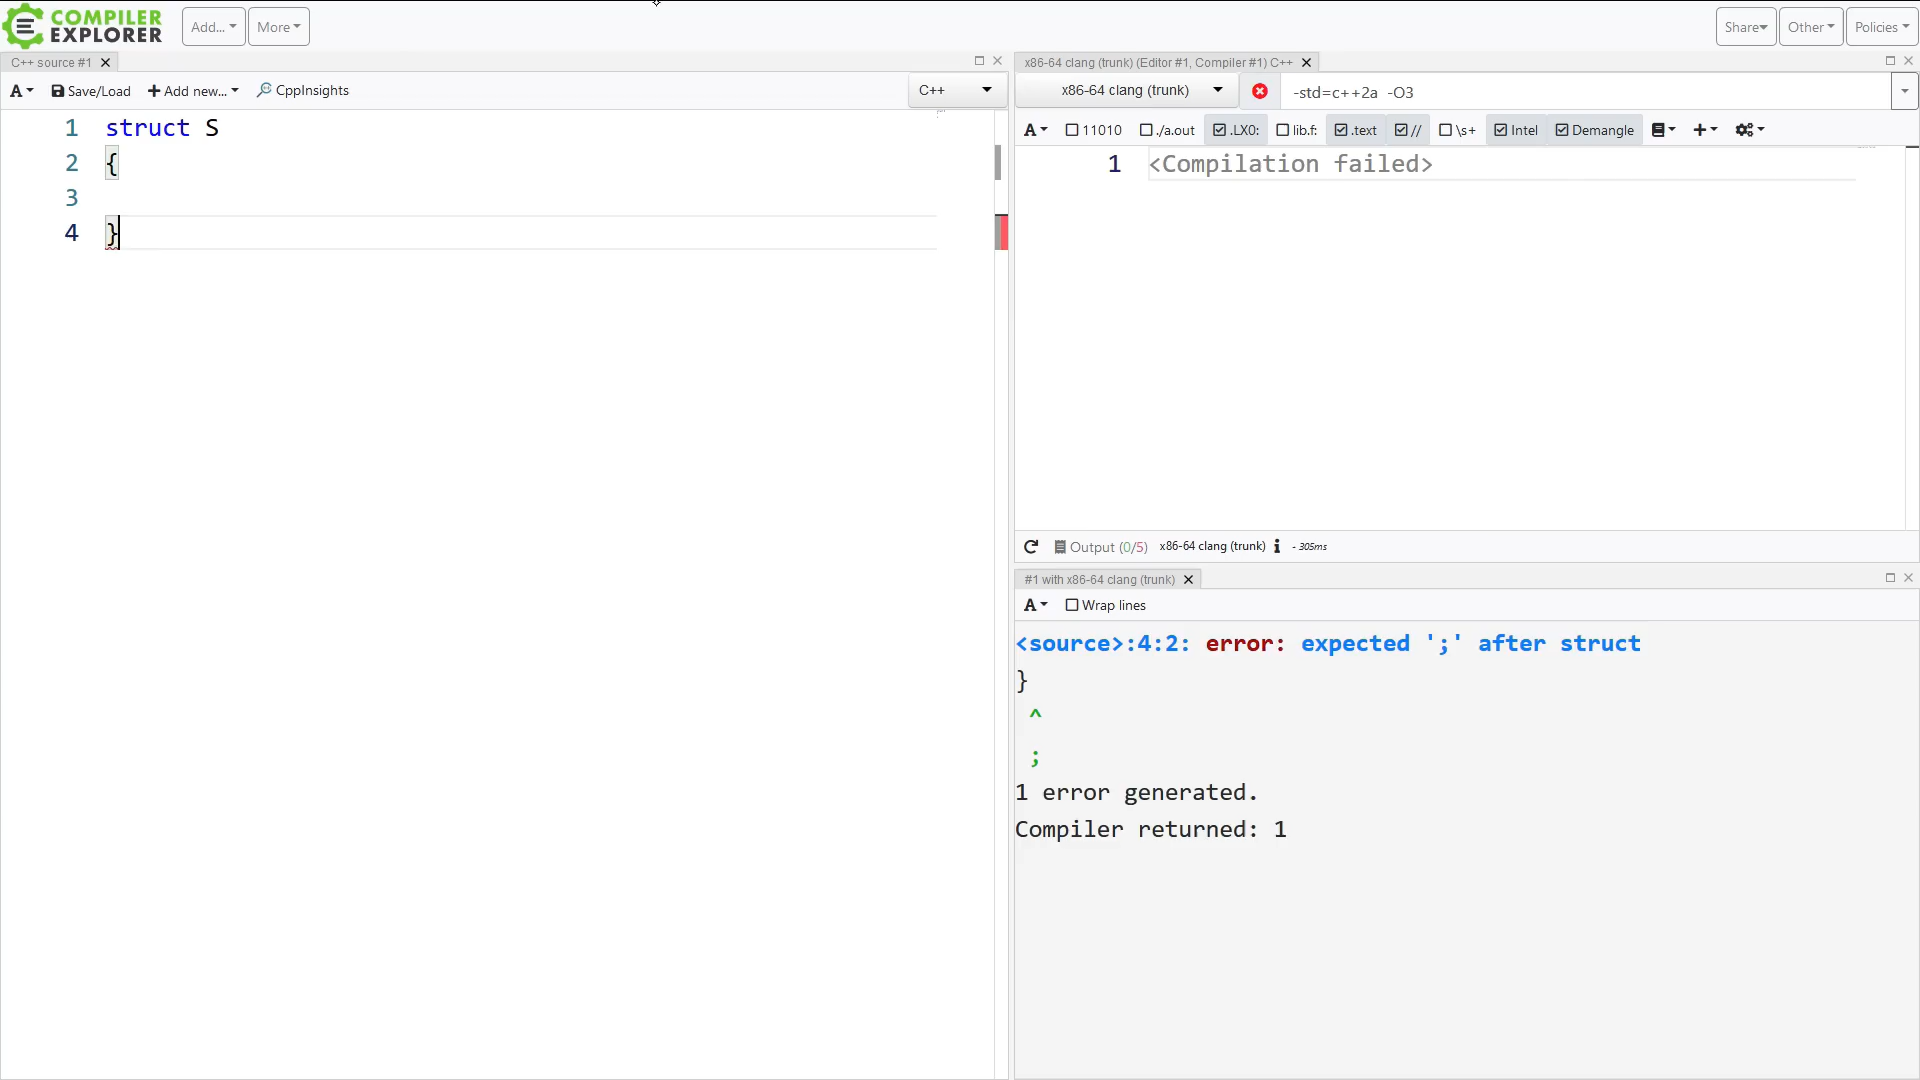 COMPILER
EXPLORER
Add...
More
Share
Other
Policies
C++ source #1
A
Save/Load
Add new...
CppInsights
C++
1 struct S
2 {
3
4 }
x86-64 clang (trunk) (Editor #1, Compiler #1) C++
x86-64 clang (trunk)
-std=c++2a -O3
A
11010
./a.out
.LX0:
lib.f:
.text
//
\s+
Intel
Demangle
1 <Compilation failed>
Output (0/5) x86-64 clang (trunk) i - 305ms
#1 with x86-64 clang (trunk)
A
Wrap lines
<source>:4:2: error: expected ';' after struct
}
^
;
1 error generated.
Compiler returned: 1